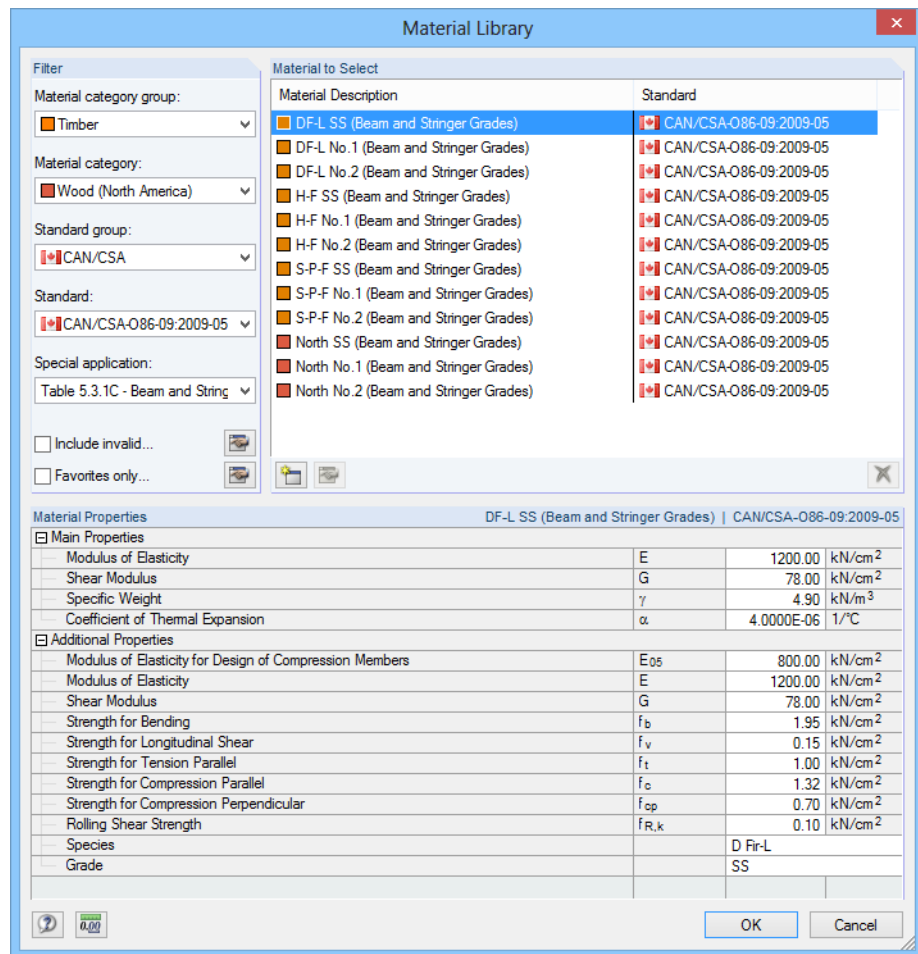 Material Library
Filter
Material category group:
Timber
Material category:
Wood (North America)
Standard group:
CAN/CSA
Standard:
CAN/CSA-O86-09:2009-05
Special application:
Table 5.3.1C - Beam and String
Include invalid...
Favorites only...
Material to Select
Material Description Standard
DF-L SS (Beam and Stringer Grades) CAN/CSA-O86-09:2009-05
DF-L No.1 (Beam and Stringer Grades) CAN/CSA-O86-09:2009-05
DF-L No.2 (Beam and Stringer Grades) CAN/CSA-O86-09:2009-05
H-F SS (Beam and Stringer Grades) CAN/CSA-O86-09:2009-05
H-F No.1 (Beam and Stringer Grades) CAN/CSA-O86-09:2009-05
H-F No.2 (Beam and Stringer Grades) CAN/CSA-O86-09:2009-05
S-P-F SS (Beam and Stringer Grades) CAN/CSA-O86-09:2009-05
S-P-F No.1 (Beam and Stringer Grades) CAN/CSA-O86-09:2009-05
S-P-F No.2 (Beam and Stringer Grades) CAN/CSA-O86-09:2009-05
North SS (Beam and Stringer Grades) CAN/CSA-O86-09:2009-05
North No.1 (Beam and Stringer Grades) CAN/CSA-O86-09:2009-05
North No.2 (Beam and Stringer Grades) CAN/CSA-O86-09:2009-05
Material Properties DF-L SS (Beam and Stringer Grades) | CAN/CSA-O86-09:2009-05
Main Properties
Modulus of Elasticity E 1200.00 kN/cm²
Shear Modulus G 78.00 kN/cm²
Specific Weight γ 4.90 kN/m³
Coefficient of Thermal Expansion α 4.0000E-06 1/°C
Additional Properties
Modulus of Elasticity for Design of Compression Members E05 800.00 kN/cm²
Modulus of Elasticity E 1200.00 kN/cm²
Shear Modulus G 78.00 kN/cm²
Strength for Bending fb 1.95 kN/cm²
Strength for Longitudinal Shear fv 0.15 kN/cm²
Strength for Tension Parallel ft 1.00 kN/cm²
Strength for Compression Parallel fc 1.32 kN/cm²
Strength for Compression Perpendicular fcp 0.70 kN/cm²
Rolling Shear Strength fR,k 0.10 kN/cm²
Species D Fir-L
Grade SS
0.00
OK
Cancel